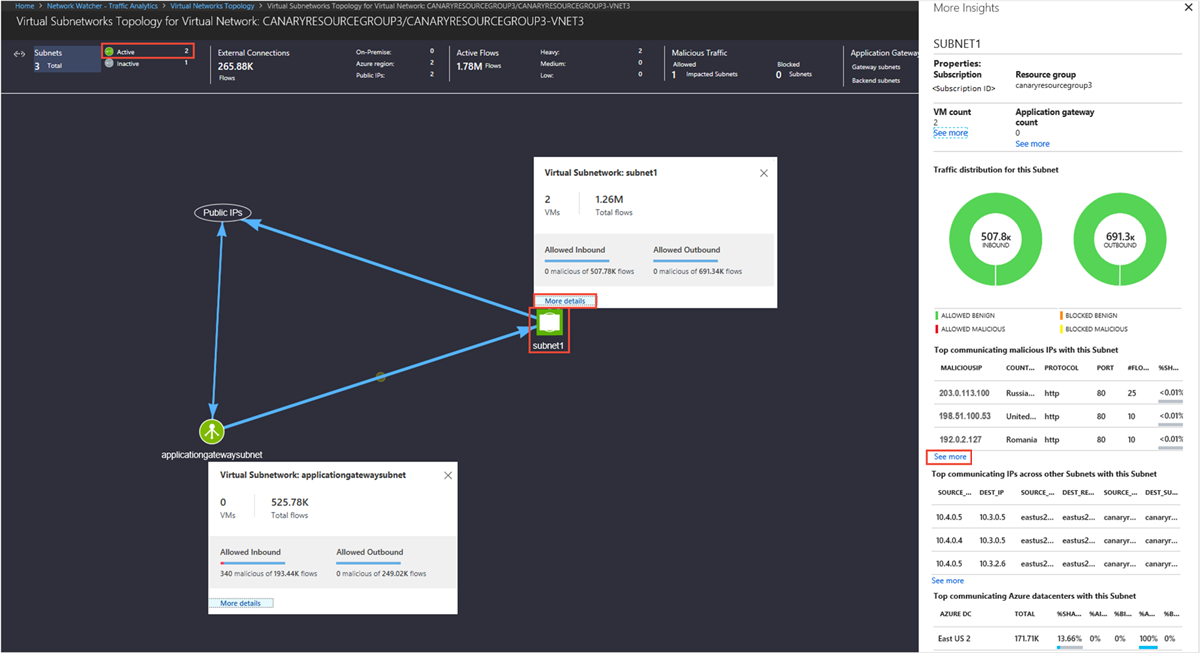 Home > Network Watcher - Traffic Analytics > Virtual Networks Topology > Virtual Subnetworks Topology for Virtual Network: CANARYRESOURCEGROUP3/CANARYRESOURCEGROUP3-VNET3
Virtual Subnetworks Topology for Virtual Network: CANARYRESOURCEGROUP3/CANARYRESOURCEGROUP3-VNET3
Subnets
3 Total
Active 2
Inactive 1
External Connections
265.88K
Flows
On-Premise: 0
Azure region: 2
Public IPs: 2
Active Flows
1.78M Flows
Heavy: 2
Medium: 0
Low: 0
Malicious Traffic
Allowed
1 Impacted Subnets
Blocked
0 Subnets
Application Gateway
Gateway subnets
Backend subnets
Public IPs
Virtual Subnetwork: subnet1
2
VMs
1.26M
Total flows
Allowed Inbound
0 malicious of 507.78K flows
Allowed Outbound
0 malicious of 691.34K flows
More details
subnet1
applicationgatewaysubnet
Virtual Subnetwork: applicationgatewaysubnet
0
VMs
525.78K
Total flows
Allowed Inbound
340 malicious of 193.44K flows
Allowed Outbound
0 malicious of 249.02K flows
More details
More Insights
SUBNET1
Properties:
Subscription
<Subscription ID>
Resource group
canaryresourcegroup3
VM count
2
See more
Application gateway
count
0
See more
Traffic distribution for this Subnet
507.8K
INBOUND
691.3K
OUTBOUND
ALLOWED BENIGN
BLOCKED BENIGN
ALLOWED MALICIOUS
BLOCKED MALICIOUS
Top communicating malicious IPs with this Subnet
MALICIOUSIP COUNT... PROTOCOL PORT #FLO... %SH...
203.0.113.100 Russia... http 80 25 <0.01%
198.51.100.53 United... http 80 10 <0.01%
192.0.2.127 Romania http 80 10 <0.01%
See more
Top communicating IPs across other Subnets with this Subnet
SOURCE_... DEST_IP SOURCE_... DEST_RE... SOURCE_... DEST_SU...
10.4.0.5 10.3.0.5 eastus2... eastus2... canaryr... canaryr...
10.4.0.4 10.3.0.5 eastus2... eastus2... canaryr... canaryr...
10.4.0.5 10.3.2.6 eastus2... eastus2... canaryr... canaryr...
See more
Top communicating Azure datacenters with this Subnet
AZURE DC TOTAL %SHA... %AI... %BI... %A... %B...
East US 2 171.71K 13.66% 0% 0% 100% 0%